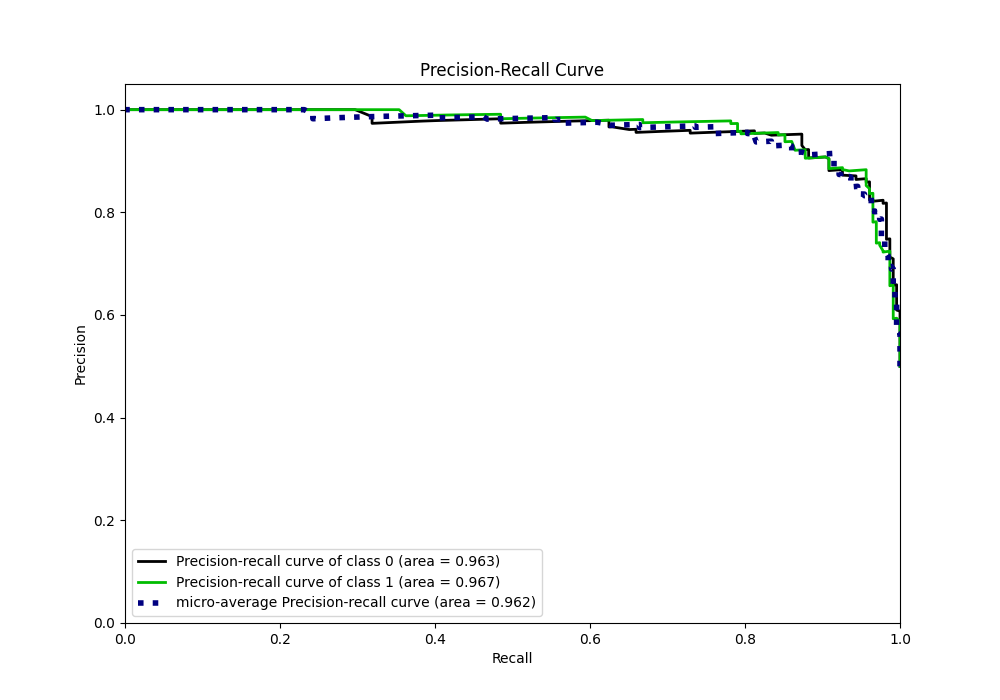 Precision-Recall Curve
1.0
0.8
0.6
0.4
0.2
0.0
Precision
Precision-recall curve of class 0 (area = 0.963)
Precision-recall curve of class 1 (area = 0.967)
micro-average Precision-recall curve (area = 0.962)
0.0 0.2 0.4 0.6 0.8 1.0
Recall